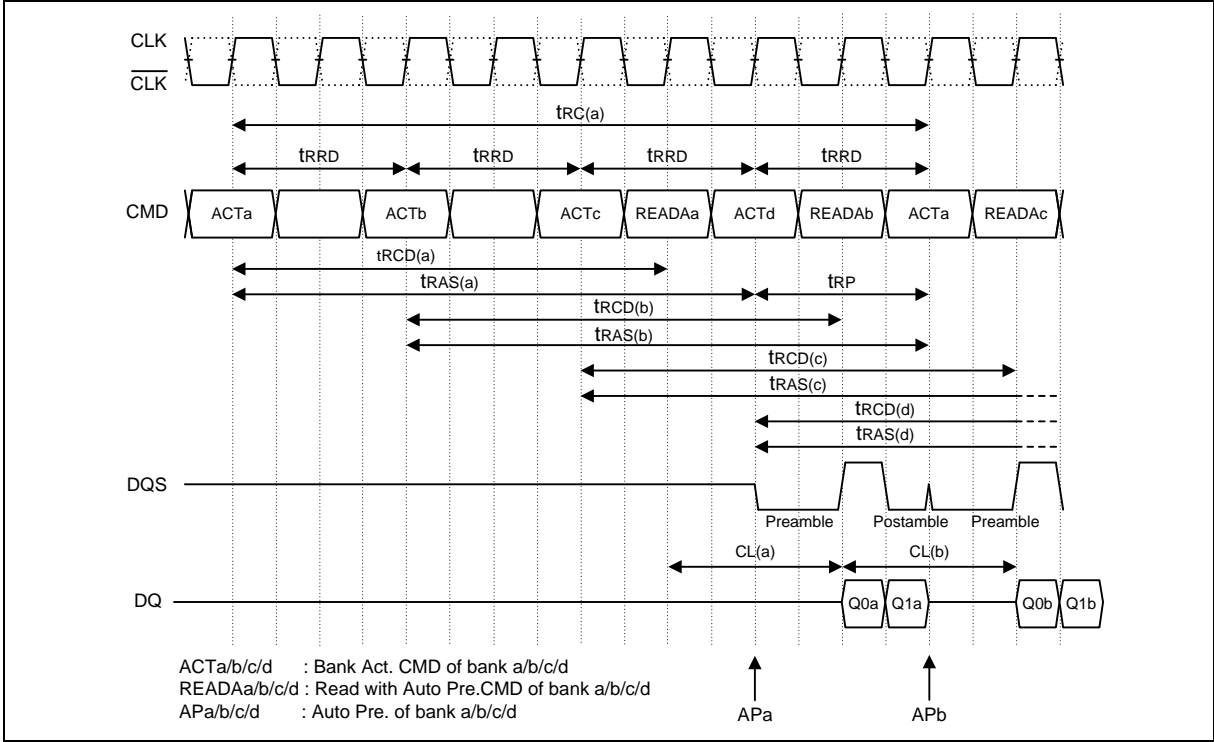 CLK
CLK
tRC(a)
tRRD tRRD tRRD tRRD
CMD ACTa ACTb ACTc READAa ACTd READAb ACTa READAc
tRCD(a)
tRAS(a) tRP
tRCD(b)
tRAS(b)
tRCD(c)
tRAS(c)
tRCD(d)
tRAS(d)
DQS
Preamble Postamble Preamble
CL(a) CL(b)
DQ Q0a Q1a Q0b Q1b
ACTa/b/c/d : Bank Act. CMD of bank a/b/c/d
READAa/b/c/d : Read with Auto Pre.CMD of bank a/b/c/d
APa/b/c/d : Auto Pre. of bank a/b/c/d
APa APb